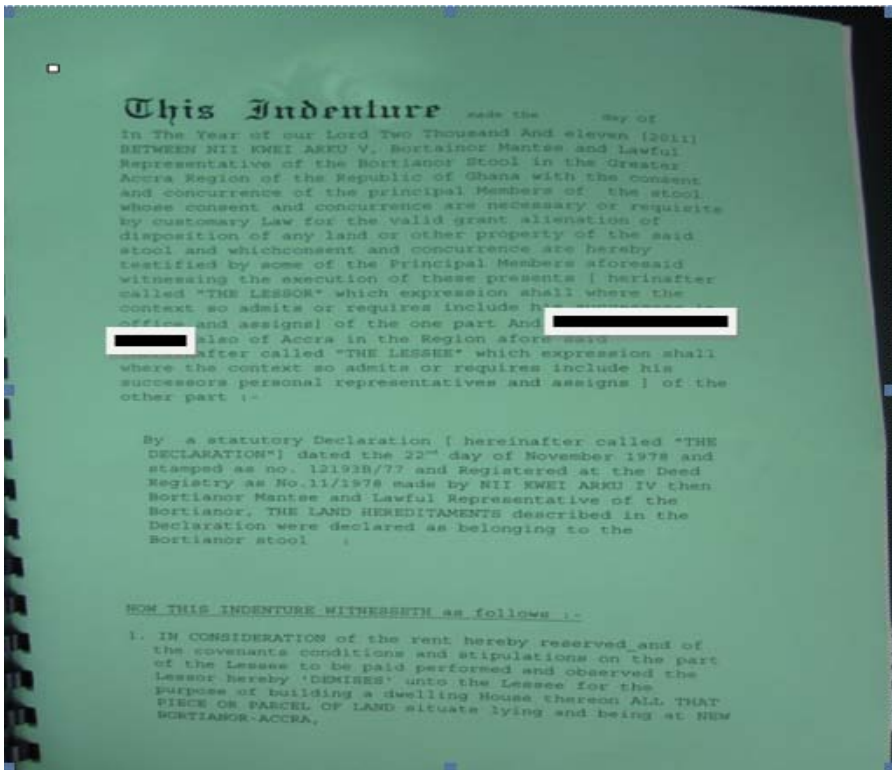 This Indenture made the day of
In The Year of our Lord Two Thousand And eleven [2011]
BETWEEN NII KWEI ARKU V. Bortainor Mantse and Lawful
Representative of the Bortianor Stool in the Greater
Accra Region of the Republic of Ghana with the consent
and concurrence of the principal Members of the stool
whose consent and concurrence are necessary or requisite
by customary Law for the valid grant alienation of
disposition of any land or other property of the said
stool and whichconsent and concurrence are hereby
testified by some of the Principal Members aforesaid
witnessing the execution of these presents [ herinafter
called "THE LESSOR" which expression shall where the
context so admits or requires include his
office and assigns] of the one part And
also of Accra in the Region afore said
after called "THE LESSEE" which expression shall
where the context so admits or requires include his
successors personal representatives and assigns ] of the
other part :-
By a statutory Declaration [ hereinafter called "THE
DECLARATION"] dated the 22nd day of November 1978 and
stamped as no. 12193B/77 and Registered at the Deed
Registry as No.11/1978 made by NII KWEI ARKU IV then
Bortianor Mantse and Lawful Representative of the
Bortianor, THE LAND HEREDITAMENTS described in the
Declaration were declared as belonging to the
Bortianor stool :
NOW THIS INDENTURE WITNESSETH as follows :-
1. IN CONSIDERATION of the rent hereby reserved and of
the covenants conditions and stipulations on the part
of the Lessee to be paid performed and observed the
Lessor hereby 'DEMISES' unto the Lessee for the
purpose of building a dwelling House thereon ALL THAT
PIECE OR PARCEL OF LAND situate lying and being at NEW
BORTIANOR-ACCRA,